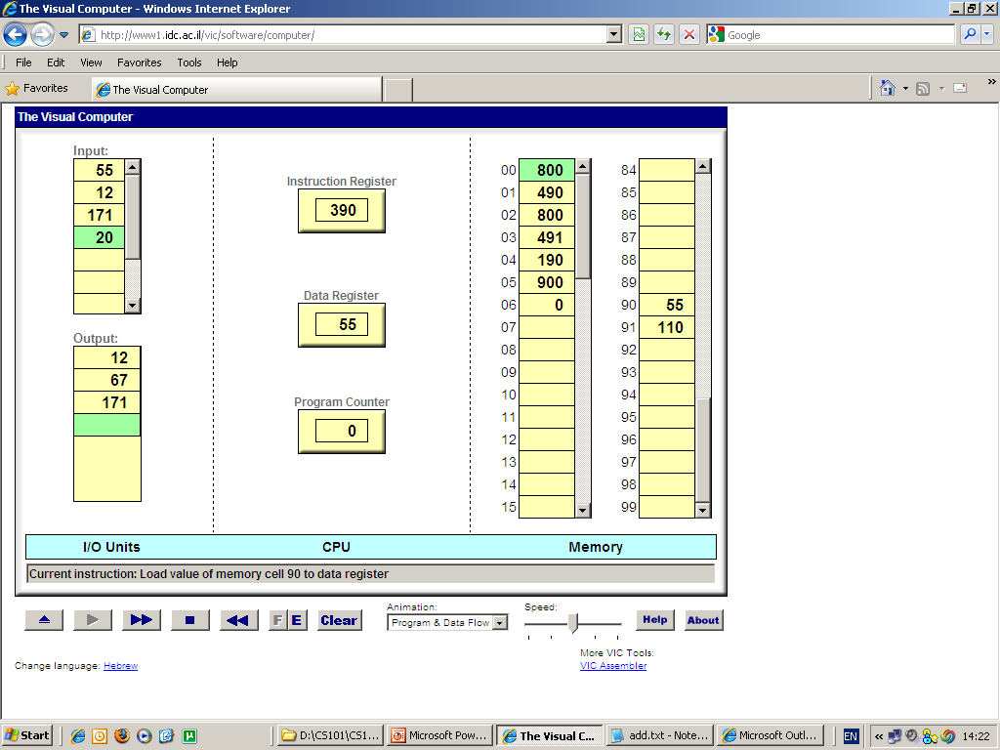 The Visual Computer - Windows Internet Explorer
http://www1.idc.ac.il/vic/software/computer/
Google
File Edit View Favorites Tools Help
Favorites
The Visual Computer
»
The Visual Computer
Input:
55
12
171
20
Output:
12
67
171
Instruction Register
390
Data Register
55
Program Counter
0
00 800
01 490
02 800
03 491
04 190
05 900
06 0
07
08
09
10
11
12
13
14
15
84
85
86
87
88
89
90 55
91 110
92
93
94
95
96
97
98
99
I/O Units CPU Memory
Current instruction: Load value of memory cell 90 to data register
F E Clear
Animation:
Program & Data Flow
Speed:
Help About
More VIC Tools:
VIC Assembler
Change language: Hebrew
Start
D:\CS101\CS1...
Microsoft Pow...
The Visual C...
add.txt - Note...
Microsoft Outl...
EN
«
14:22